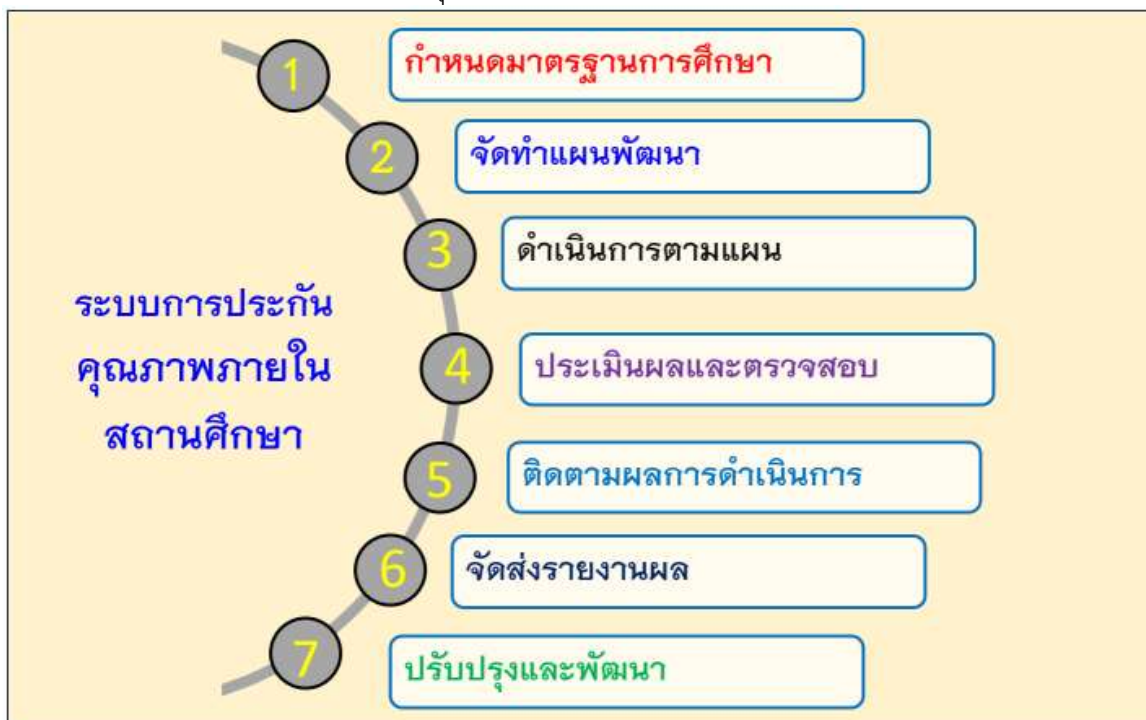 1 กำหนดมาตรฐานการศึกษา
2 จัดทำแผนพัฒนา
3 ดำเนินการตามแผน
ระบบการประกัน
คุณภาพภายใน
สถานศึกษา
4 ประเมินผลและตรวจสอบ
5 ติดตามผลการดำเนินการ
6 จัดส่งรายงานผล
7 ปรับปรุงและพัฒนา